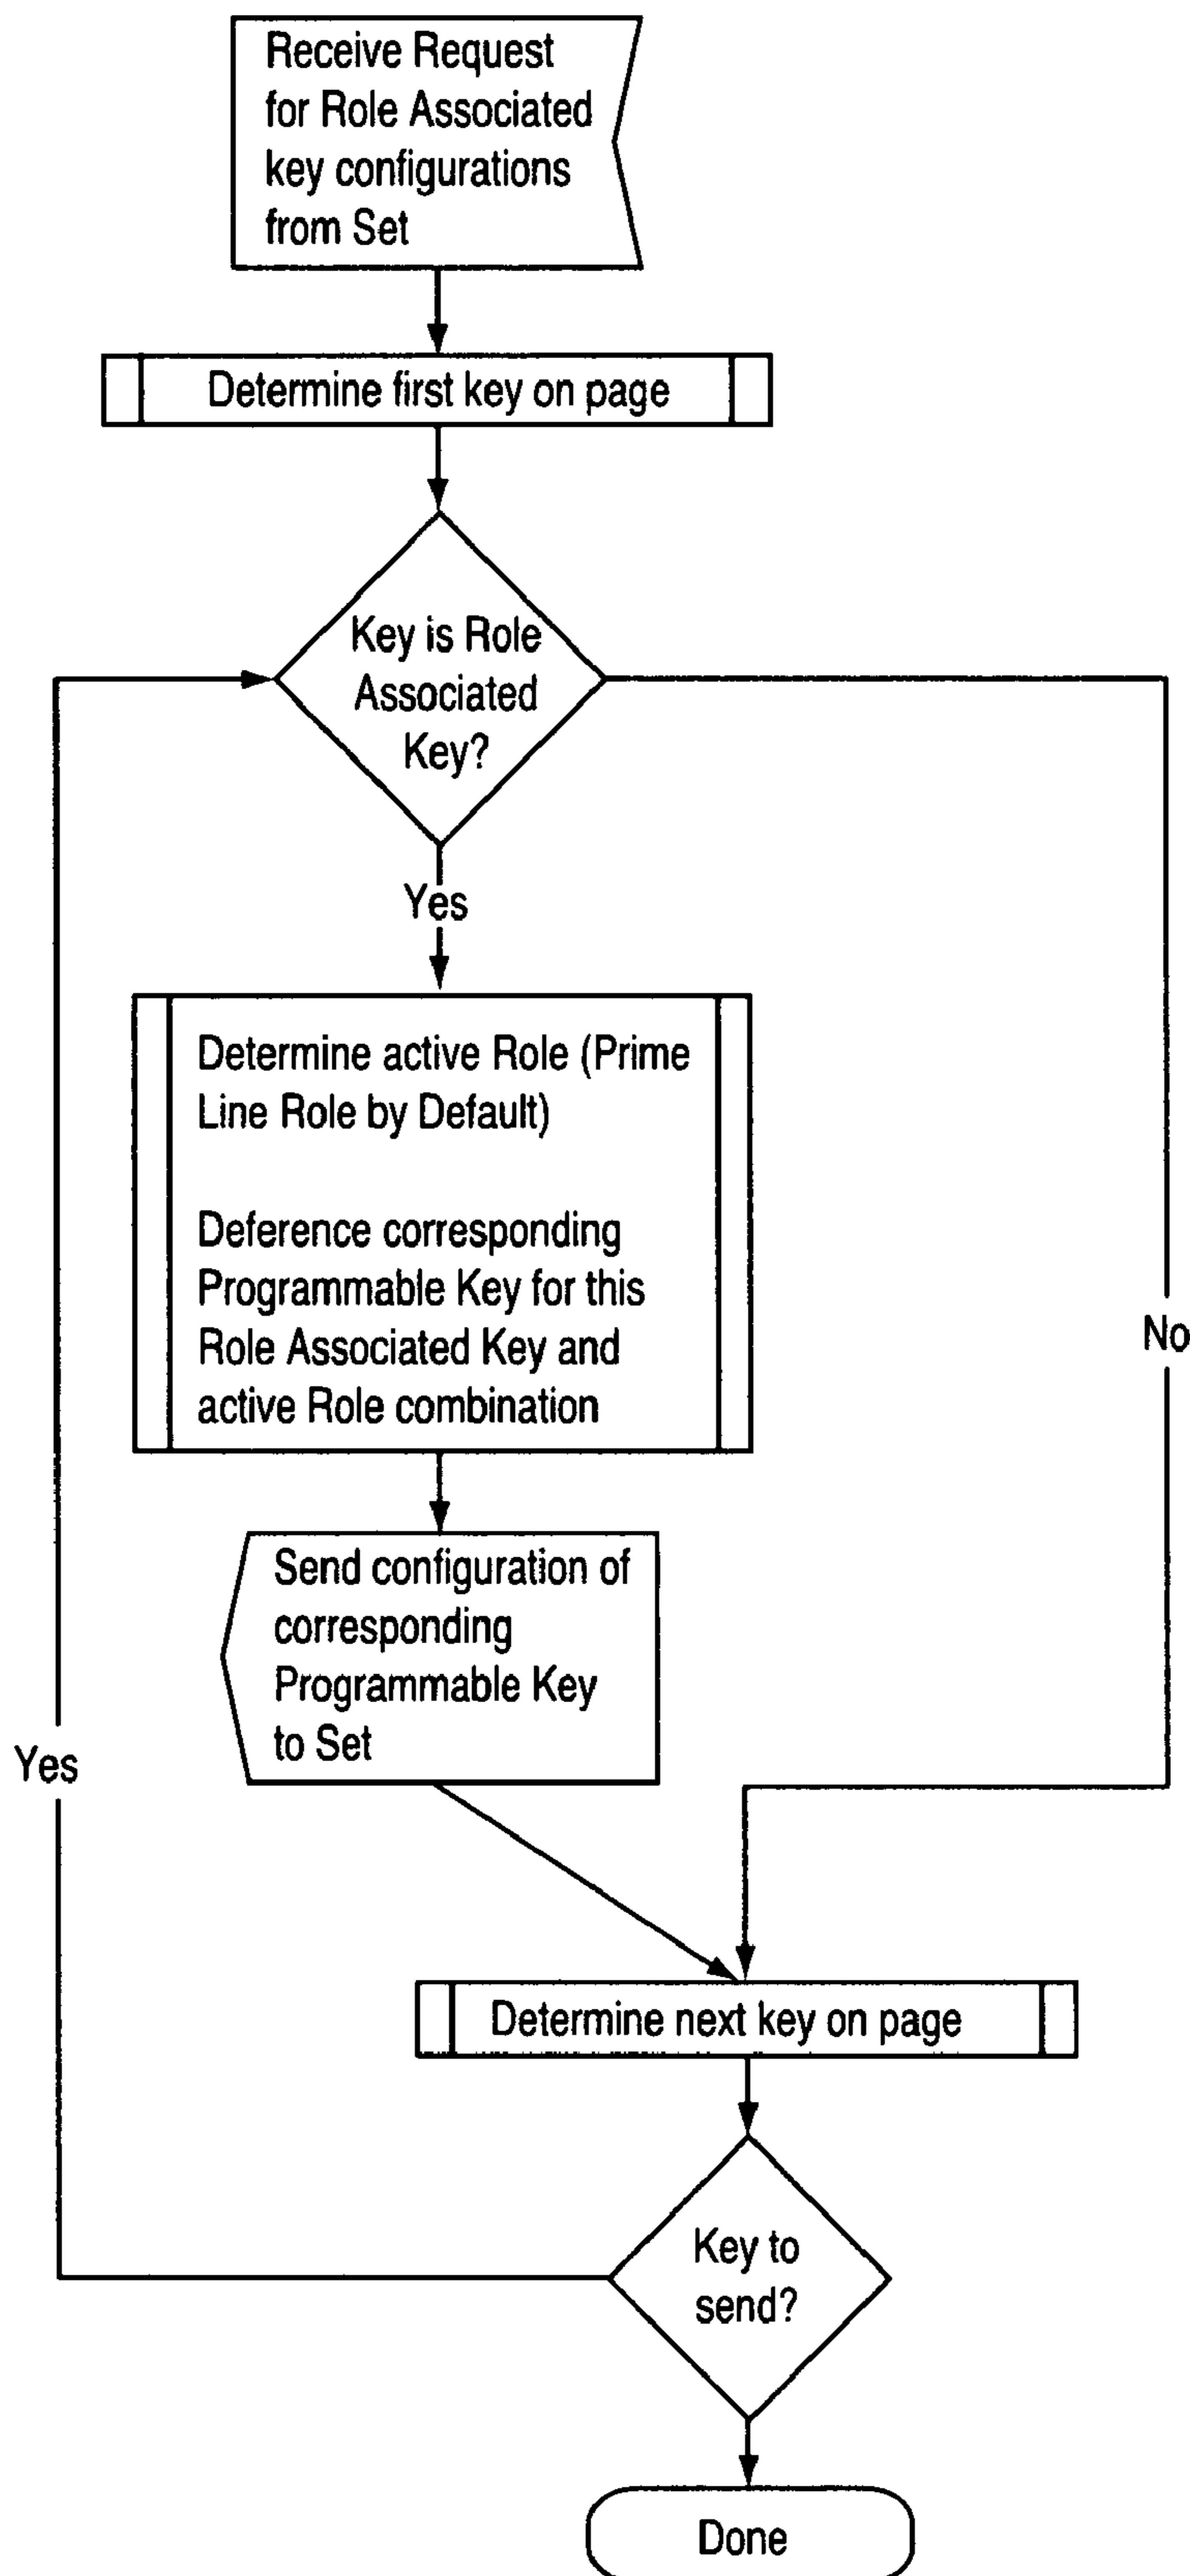 Receive Request
for Role Associated
key configurations
from Set
Determine first key on page
Key is Role
Associated
Key?
Yes
Determine active Role (Prime
Line Role by Default)
Deference corresponding
Programmable Key for this
Role Associated Key and
active Role combination
No
Send configuration of
corresponding
Programmable Key
to Set
Yes
Determine next key on page
Key to
send?
Done